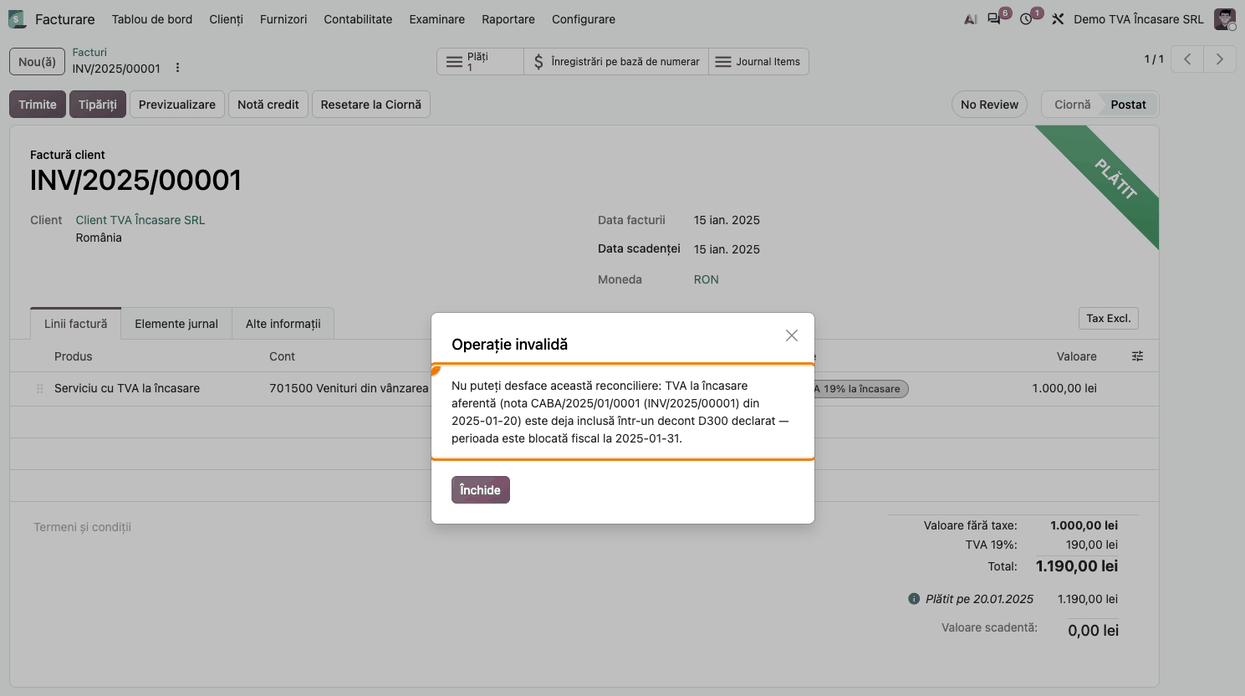 Facturare
Tablou de bord
Clienți
Furnizori
Contabilitate
Examinare
Raportare
Configurare
6
1
Demo TVA Încasare SRL
Nou(ă)
Facturi
INV/2025/00001
Plăți
1
Înregistrări pe bază de numerar
Journal Items
1 / 1
Trimite
Tipăriți
Previzualizare
Notă credit
Resetare la Ciornă
No Review
Ciornă
Postat
PLĂTIT
Factură client
INV/2025/00001
Client
Client TVA Încasare SRL
România
Data facturii
15 ian. 2025
Data scadenței
15 ian. 2025
Moneda
RON
Linii factură
Elemente jurnal
Alte informații
Tax Excl.
Produs
Cont
Valoare
Serviciu cu TVA la încasare
701500 Venituri din vânzarea
19% la încasare
1.000,00 lei
Operație invalidă
Nu puteți desface această reconciliere: TVA la încasare
aferentă (nota CABA/2025/01/0001 (INV/2025/00001) din
2025-01-20) este deja inclusă într-un decont D300 declarat —
perioada este blocată fiscal la 2025-01-31.
Închide
Termeni și condiții
Valoare fără taxe: 1.000,00 lei
TVA 19%: 190,00 lei
Total: 1.190,00 lei
Plătit pe 20.01.2025 1.190,00 lei
Valoare scadentă: 0,00 lei